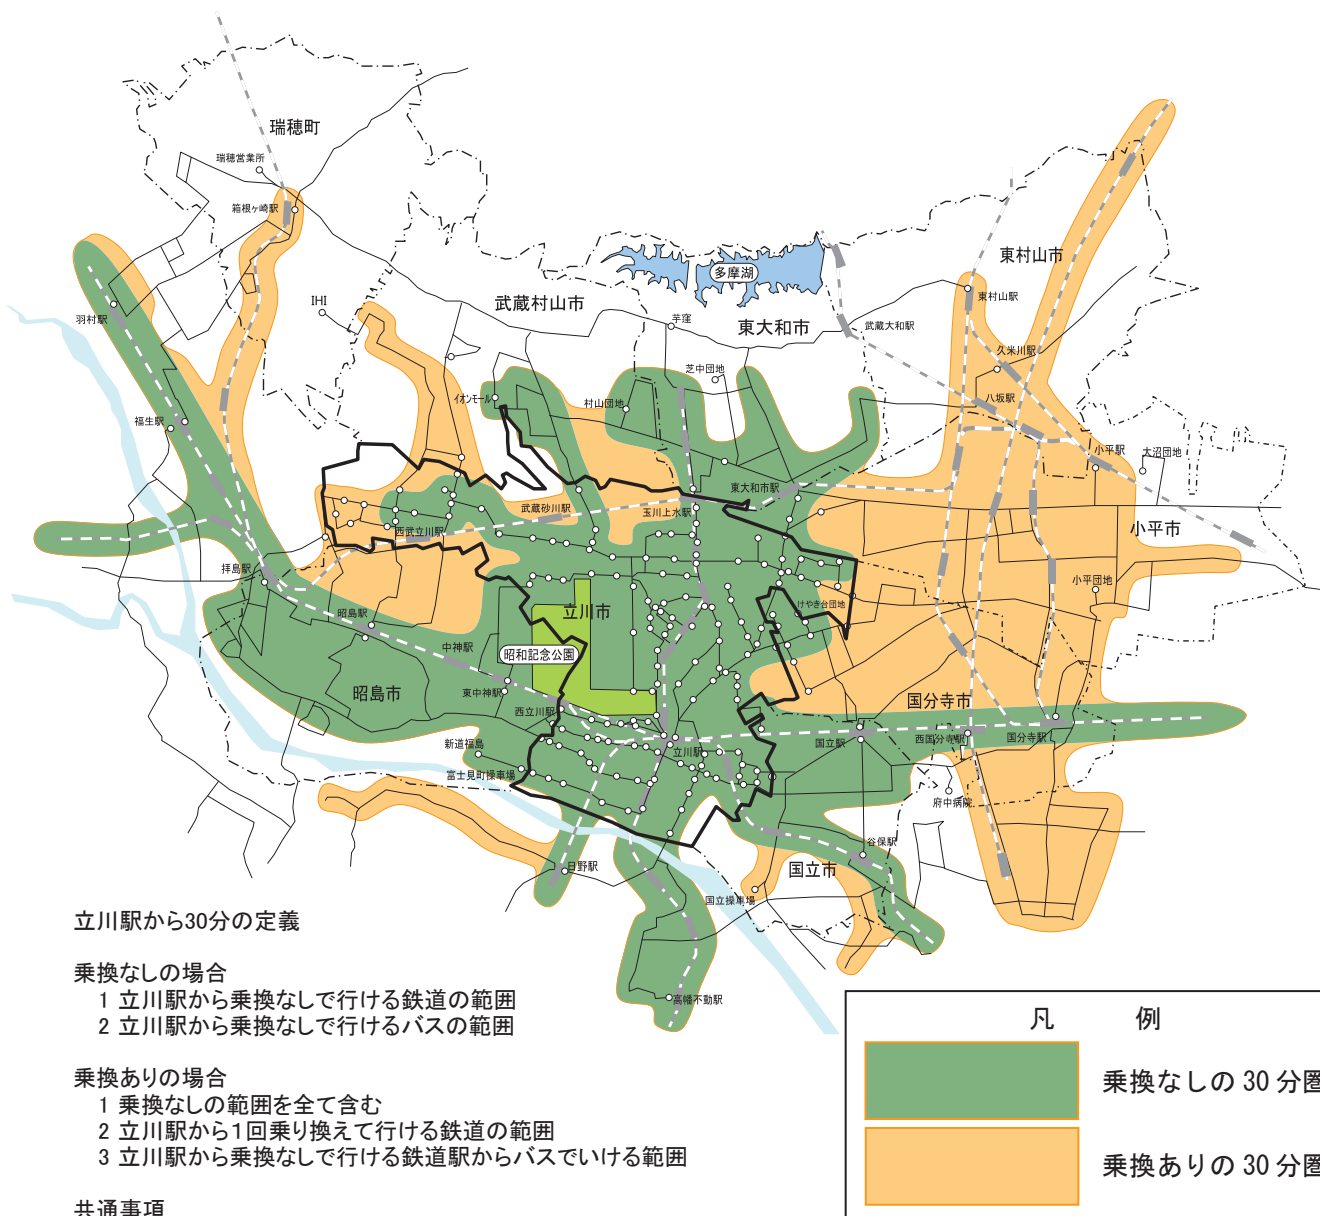 瑞穂町
瑞穂営業所
箱根ヶ崎駅
東村山市
多摩湖
東村山駅
羽村駅
IHI
武蔵村山市
芋窪
東大和市
武蔵大和駅
久米川駅
芝中団地
イオンモール
村山団地
八坂駅
福生駅
小平駅
大沼団地
東大和市駅
武蔵砂川駅
玉川上水駅
西武立川駅
小平市
拝島駅
小平団地
昭島駅
立川市
けやき台団地
中神駅
昭和記念公園
昭島市
東中神駅
国分寺市
西立川駅
新道福島
立川駅
国立駅
西国分寺駅
国分寺駅
富士見町操車場
府中病院
谷保駅
日野駅
国立市
国立操車場
高幡不動駅
立川駅から30分の定義
乗換なしの場合
1 立川駅から乗換なしで行ける鉄道の範囲
2 立川駅から乗換なしで行けるバスの範囲
乗換ありの場合
1 乗換なしの範囲を全て含む
2 立川駅から1回乗り換えて行ける鉄道の範囲
3 立川駅から乗換なしで行ける鉄道駅からバスでいける範囲
共通事項
凡 例
乗換なしの 30 分圏
乗換ありの 30 分圏